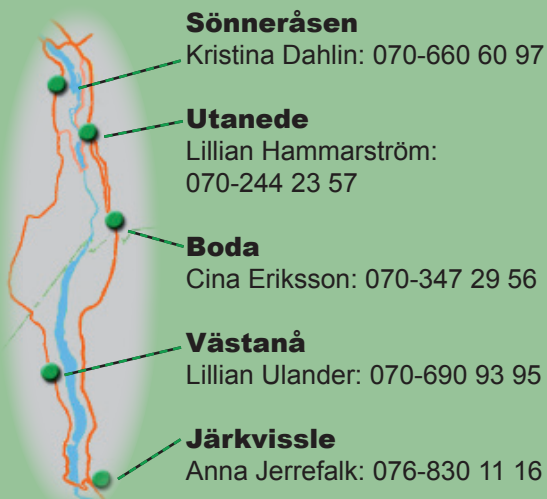 Sönneråsen
Kristina Dahlin: 070-660 60 97
Utanede
Lillian Hammarström:
070-244 23 57
Boda
Cina Eriksson: 070-347 29 56
Västanå
Lillian Ulander: 070-690 93 95
Järkvissle
Anna Jerrefalk: 076-830 11 16